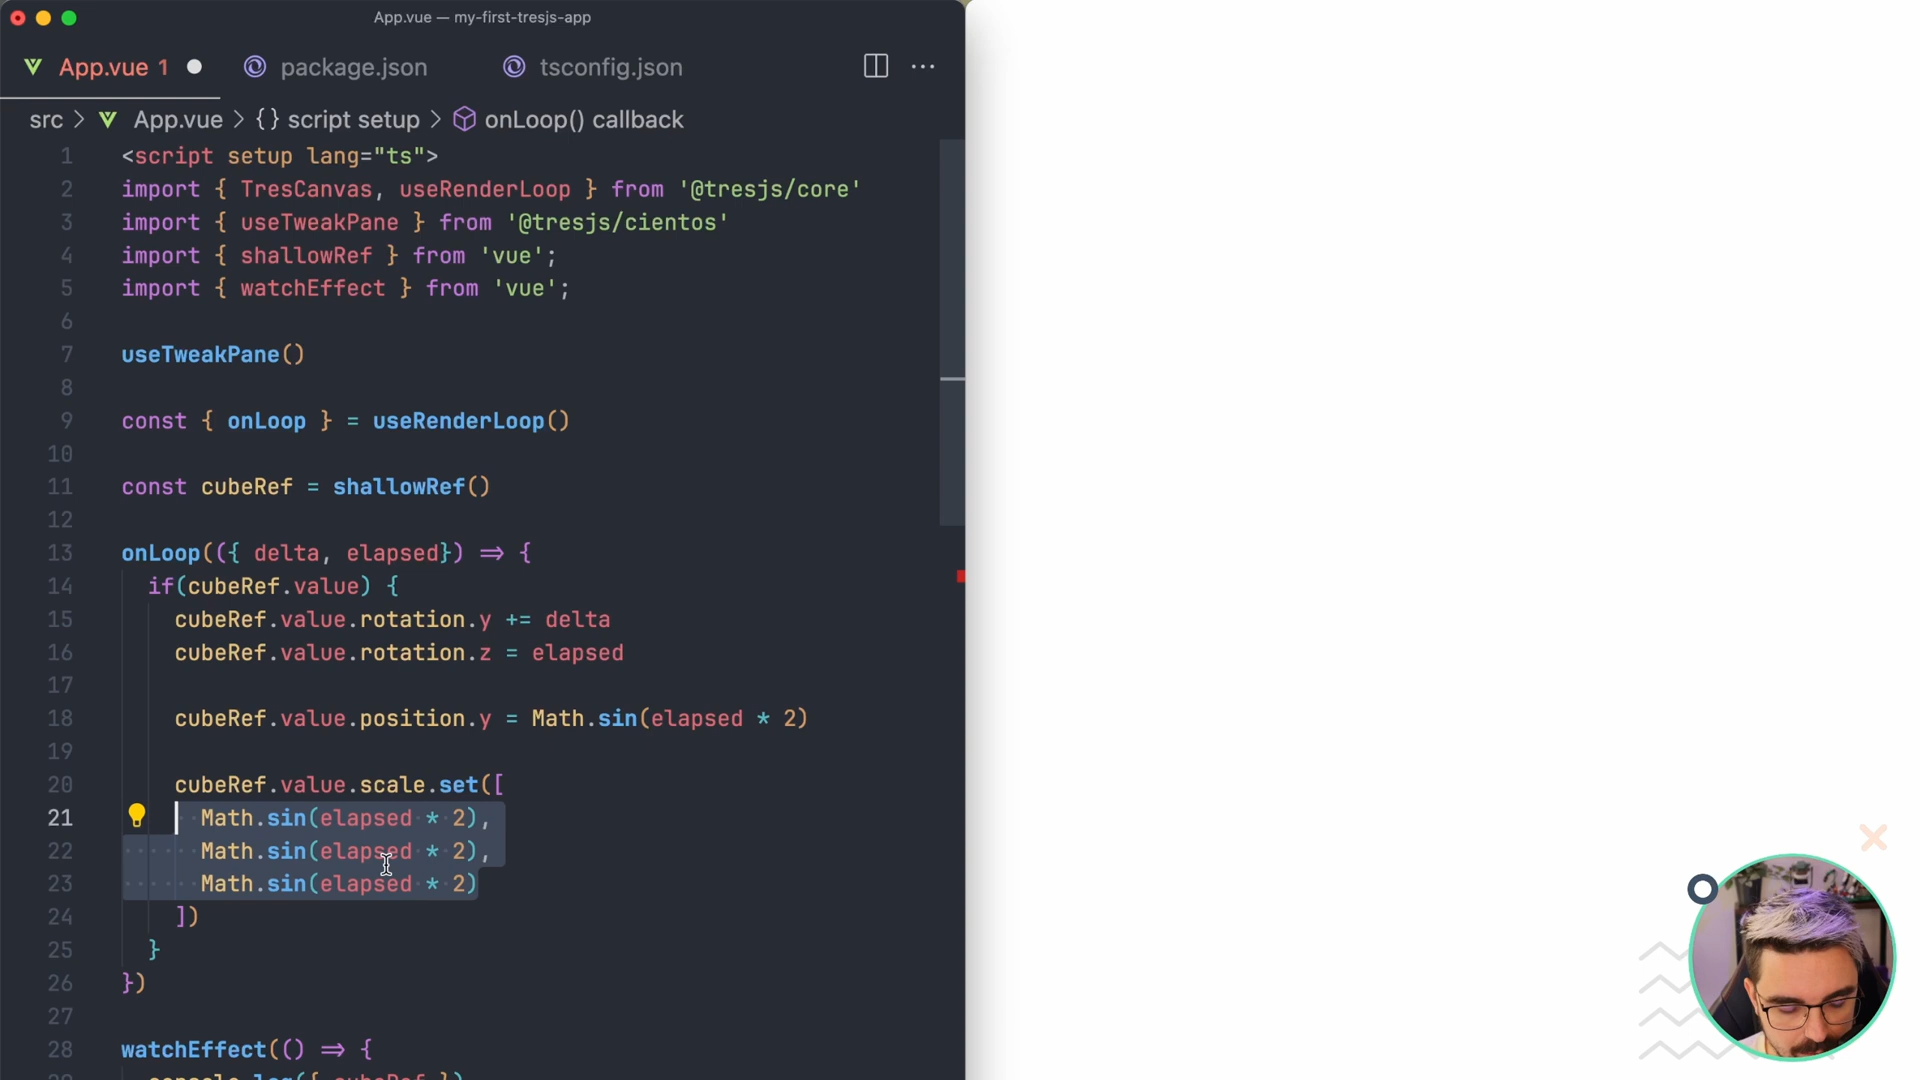 App.vue — my-first-tresjs-app
App.vue 1
package.json
tsconfig.json
src > App.vue > {} script setup > onLoop() callback
1 <script setup lang="ts">
2 import { TresCanvas, useRenderLoop } from '@tresjs/core'
3 import { useTweakPane } from '@tresjs/cientos'
4 import { shallowRef } from 'vue';
5 import { watchEffect } from 'vue';
6
7 useTweakPane()
8
9 const { onLoop } = useRenderLoop()
10
11 const cubeRef = shallowRef()
12
13 onLoop(({ delta, elapsed}) => {
14 if(cubeRef.value) {
15 cubeRef.value.rotation.y += delta
16 cubeRef.value.rotation.z = elapsed
17
18 cubeRef.value.position.y = Math.sin(elapsed * 2)
19
20 cubeRef.value.scale.set([
21 Math.sin(elapsed * 2),
22 Math.sin(elapsed * 2),
23 Math.sin(elapsed * 2)
24 ])
25 }
26 })
27
28 watchEffect(() => {
console.log({ cubeRef })